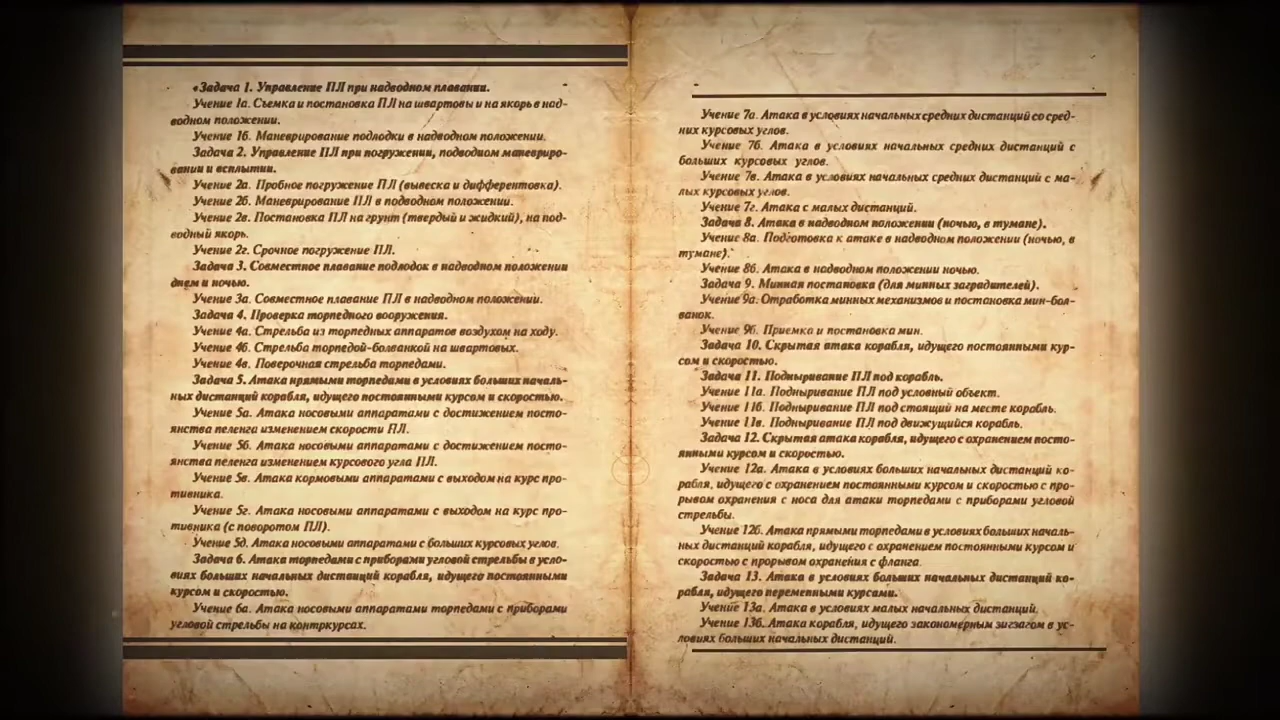 «Задача 1. Управление ПЛ при надводном плавании.
Учение 1а. Съемка и постановка ПЛ на швартовы и на якорь в над-
водном положении.
Учение 1б. Маневрирование подлодки в надводном положении.
Задача 2. Управление ПЛ при погружении, подводном маневриро-
вании и всплытии.
Учение 2а. Пробное погружение ПЛ (вывеска и дифферентовка).
Учение 2б. Маневрирование ПЛ в подводном положении.
Учение 2в. Постановка ПЛ на грунт (твердый и жидкий), на под-
водный якорь.
Учение 2г. Срочное погружение ПЛ.
Задача 3. Совместное плавание подлодок в надводном положении
днем и ночью.
Учение 3а. Совместное плавание ПЛ в надводном положении.
Задача 4. Проверка торпедного вооружения.
Учение 4а. Стрельба из торпедных аппаратов воздухом на ходу.
Учение 4б. Стрельба торпедой-болванкой на швартовых.
Учение 4в. Поверочная стрельба торпедами.
Задача 5. Атака прямыми торпедами в условиях больших началь-
ных дистанций корабля, идущего постоянными курсом и скоростью.
Учение 5а. Атака носовыми аппаратами с достижением посто-
янства пеленга изменением скорости ПЛ.
Учение 5б. Атака носовыми аппаратами с достижением посто-
янства пеленга изменением курсового угла ПЛ.
Учение 5в. Атака кормовыми аппаратами с выходом на курс про-
тивника.
Учение 5г. Атака носовыми аппаратами с выходом на курс про-
тивника (с поворотом ПЛ).
Учение 5д. Атака носовыми аппаратами с больших курсовых углов.
Задача 6. Атака торпедами с приборами угловой стрельбы в усло-
виях больших начальных дистанций корабля, идущего постоянными
курсом и скоростью.
Учение 6а. Атака носовыми аппаратами торпедами с приборами
угловой стрельбы на контркурсах.
Учение 7а. Атака в условиях начальных средних дистанций со сред-
них курсовых углов.
Учение 7б. Атака в условиях начальных средних дистанций с
больших курсовых углов.
Учение 7в. Атака в условиях начальных средних дистанций с ма-
лых курсовых углов.
Учение 7г. Атака с малых дистанций.
Задача 8. Атака в надводном положении (ночью, в тумане).
Учение 8а. Подготовка к атаке в надводном положении (ночью, в
тумане).
Учение 8б. Атака в надводном положении ночью.
Задача 9. Минная постановка (для минных заградителей).
Учение 9а. Отработка минных механизмов и постановка мин-бол-
ванок.
Учение 9б. Приемка и постановка мин.
Задача 10. Скрытая атака корабля, идущего постоянными кур-
сом и скоростью.
Задача 11. Подныривание ПЛ под корабль.
Учение 11а. Подныривание ПЛ под условный объект.
Учение 11б. Подныривание ПЛ под стоящий на месте корабль.
Учение 11в. Подныривание ПЛ под движущийся корабль.
Задача 12. Скрытая атака корабля, идущего с охранением посто-
янными курсом и скоростью.
Учение 12а. Атака в условиях больших начальных дистанций ко-
рабля, идущего с охранением постоянными курсом и скоростью с про-
рывом охранения с носа для атаки торпедами с приборами угловой
стрельбы.
Учение 12б. Атака прямыми торпедами в условиях больших началь-
ных дистанций корабля, идущего с охранением постоянными курсом и
скоростью с прорывом охранения с фланга.
Задача 13. Атака в условиях больших начальных дистанций ко-
рабля, идущего переменными курсами.
Учение 13а. Атака в условиях малых начальных дистанций.
Учение 13б. Атака корабля, идущего закономерным зигзагом в ус-
ловиях больших начальных дистанций.